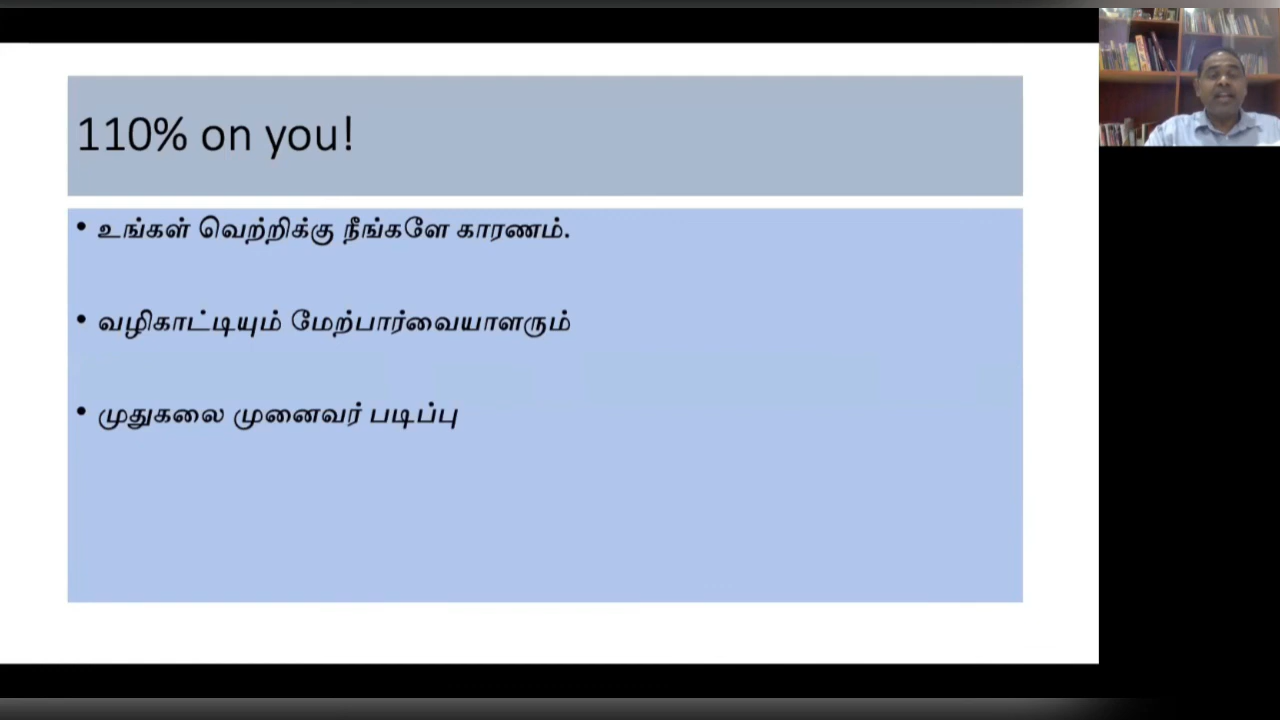 110% on you!
• உங்கள் வெற்றிக்கு நீங்களே காரணம்.
• வழிகாட்டியும் மேற்பார்வையாளரும்
• முதுகலை முனைவர் படிப்பு